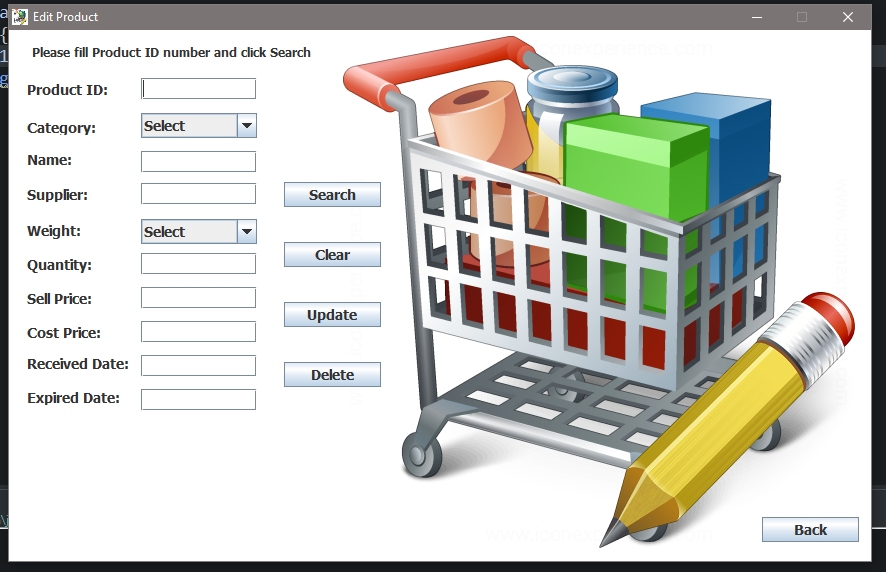 Edit Product
Please fill Product ID number and click Search
Product ID:
Category: Select
Name:
Supplier:
Search
Weight: Select
Clear
Quantity:
Sell Price:
Update
Cost Price:
Received Date:
Delete
Expired Date:
Back